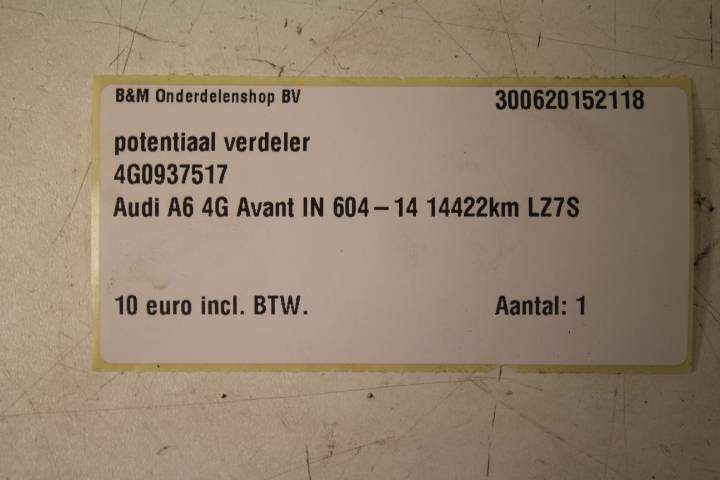 B&M Onderdelenshop BV 300620152118
potentiaal verdeler
4G0937517
Audi A6 4G Avant IN 604-14 14422km LZ7S
10 euro incl. BTW. Aantal: 1